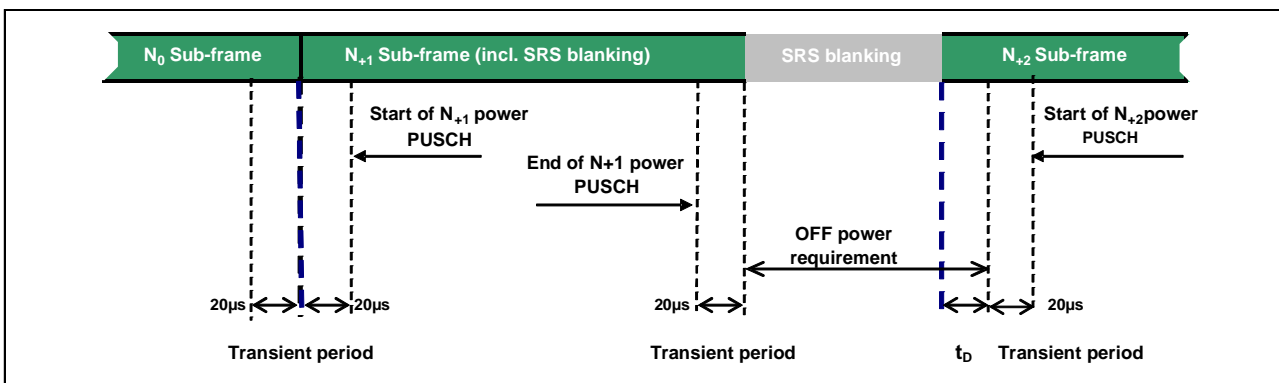 N0 Sub-frame
N+1 Sub-frame (incl. SRS blanking)
SRS blanking
N+2 Sub-frame
Start of N+1 power
PUSCH
End of N+1 power
PUSCH
Start of N+2power
PUSCH
OFF power
requirement
20µs
20µs
20µs
20µs
Transient period
Transient period
tD
Transient period